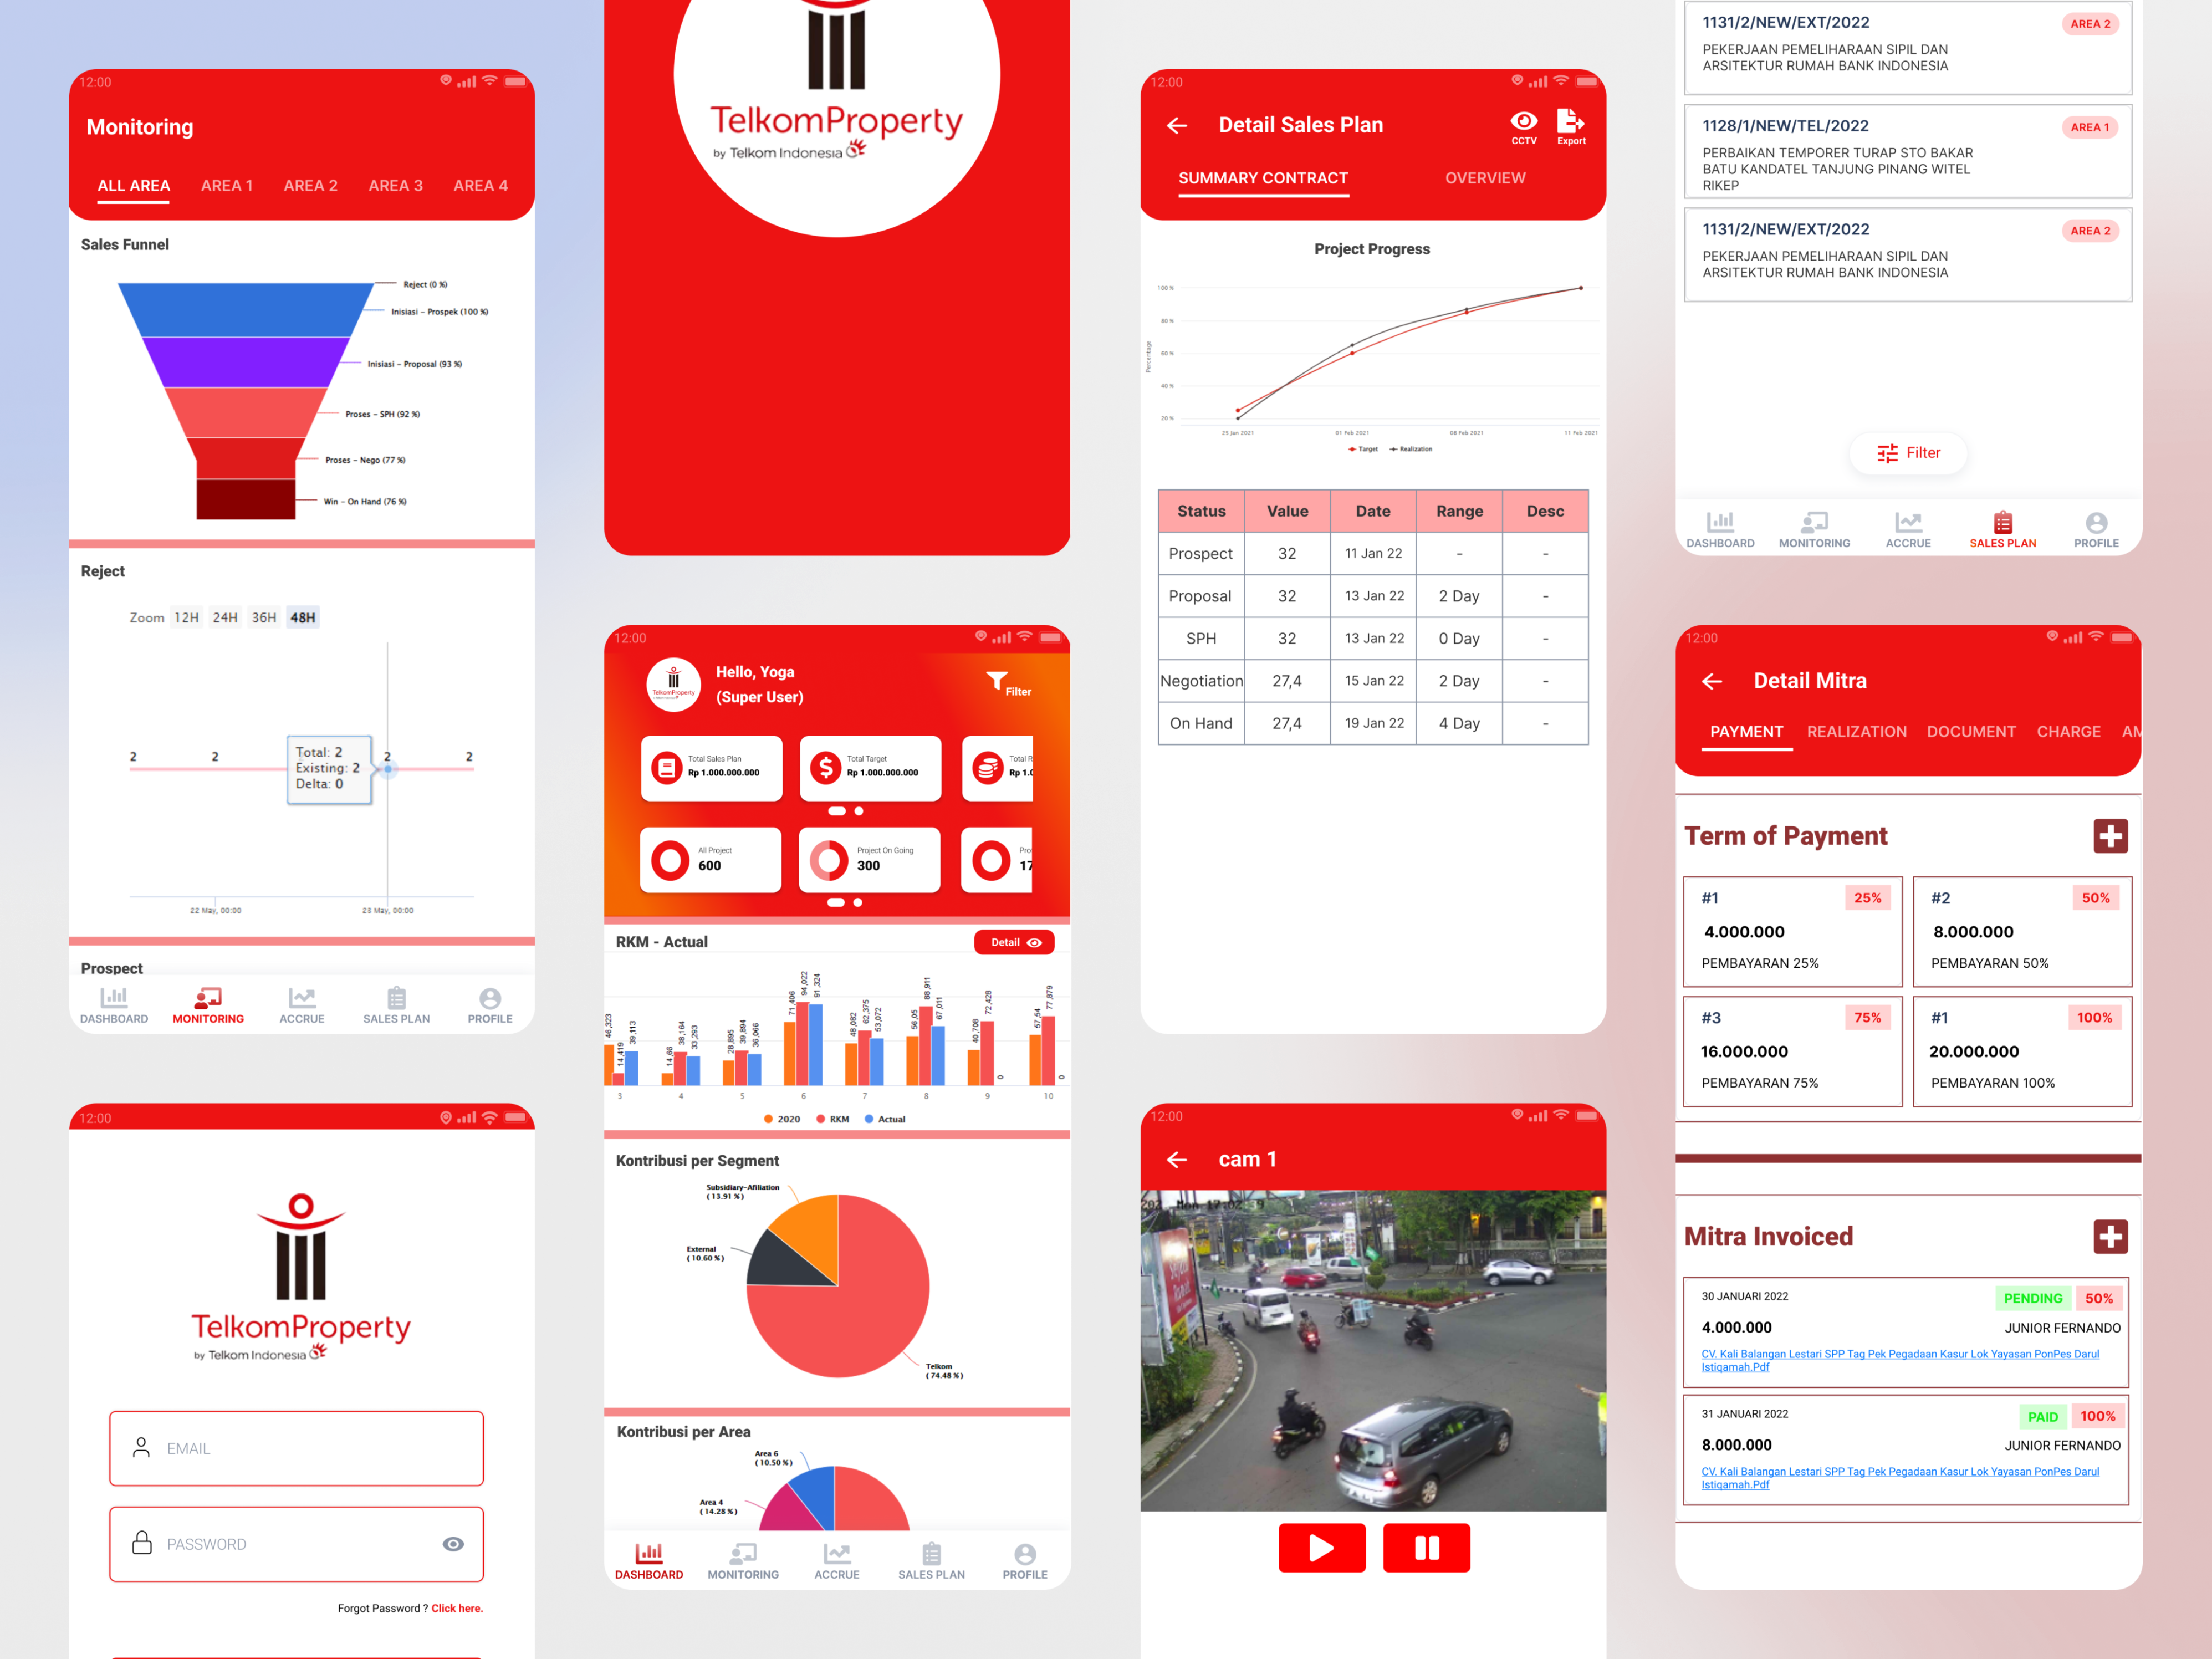 12:00
Monitoring
ALL AREA AREA 1 AREA 2 AREA 3 AREA 4
Sales Funnel
Reject (0 %)
Inisiasi – Prospek (100 %)
Inisiasi – Proposal (93 %)
Proses – SPH (92 %)
Proses – Nego (77 %)
Win – On Hand (76 %)
Reject
Zoom 12H 24H 36H 48H
2 2 2 2
Total: 2
Existing: 2
Delta: 0
22 May, 00:00 23 May, 00:00
Prospect
DASHBOARD MONITORING ACCRUE SALES PLAN PROFILE
12:00
TelkomProperty
by Telkom Indonesia
EMAIL
PASSWORD
Forgot Password ? Click here.
TelkomProperty
by Telkom Indonesia
12:00
TelkomProperty
Hello, Yoga
(Super User)
Filter
Total Sales Plan
Rp 1.000.000.000
Total Target
Rp 1.000.000.000
Total R
Rp 1.0
All Project
600
Project On Going
300
Pro
17
RKM - Actual
Detail
46,323 14,419 39,113
14,66 38,164 33,293
28,895 39,894 36,066
71,406 94,022 91,324
48,082 62,375 53,072
56,05 88,911 67,011
40,708 72,428 0
57,54 77,879 0
3 4 5 6 7 8 9 10
2020 RKM Actual
Kontribusi per Segment
Subsidiary-Afiliation
( 13.91 % )
External
( 10.60 % )
Telkom
( 74.48 % )
Kontribusi per Area
Area 6
( 10.50 % )
Area 4
( 14.28 % )
DASHBOARD MONITORING ACCRUE SALES PLAN PROFILE
12:00
Detail Sales Plan
CCTV Export
SUMMARY CONTRACT OVERVIEW
Project Progress
Percentage
100 %
80 %
60 %
40 %
20 %
25 Jan 2021 01 Feb 2021 08 Feb 2021 11 Feb 2021
Target Realization
Status Value Date Range Desc
Prospect 32 11 Jan 22 - -
Proposal 32 13 Jan 22 2 Day -
SPH 32 13 Jan 22 0 Day -
Negotiation 27,4 15 Jan 22 2 Day -
On Hand 27,4 19 Jan 22 4 Day -
12:00
cam 1
Mon 17:02:
1131/2/NEW/EXT/2022 AREA 2
PEKERJAAN PEMELIHARAAN SIPIL DAN
ARSITEKTUR RUMAH BANK INDONESIA
1128/1/NEW/TEL/2022 AREA 1
PERBAIKAN TEMPORER TURAP STO BAKAR
BATU KANDATEL TANJUNG PINANG WITEL
RIKEP
1131/2/NEW/EXT/2022 AREA 2
PEKERJAAN PEMELIHARAAN SIPIL DAN
ARSITEKTUR RUMAH BANK INDONESIA
Filter
DASHBOARD MONITORING ACCRUE SALES PLAN PROFILE
12:00
Detail Mitra
PAYMENT REALIZATION DOCUMENT CHARGE AM
Term of Payment
#1 25%
4.000.000
PEMBAYARAN 25%
#2 50%
8.000.000
PEMBAYARAN 50%
#3 75%
16.000.000
PEMBAYARAN 75%
#1 100%
20.000.000
PEMBAYARAN 100%
Mitra Invoiced
30 JANUARI 2022 PENDING 50%
4.000.000 JUNIOR FERNANDO
CV. Kali Balangan Lestari SPP Tag Pek Pegadaan Kasur Lok Yayasan PonPes Darul
Istiqamah.Pdf
31 JANUARI 2022 PAID 100%
8.000.000 JUNIOR FERNANDO
CV. Kali Balangan Lestari SPP Tag Pek Pegadaan Kasur Lok Yayasan PonPes Darul
Istiqamah.Pdf